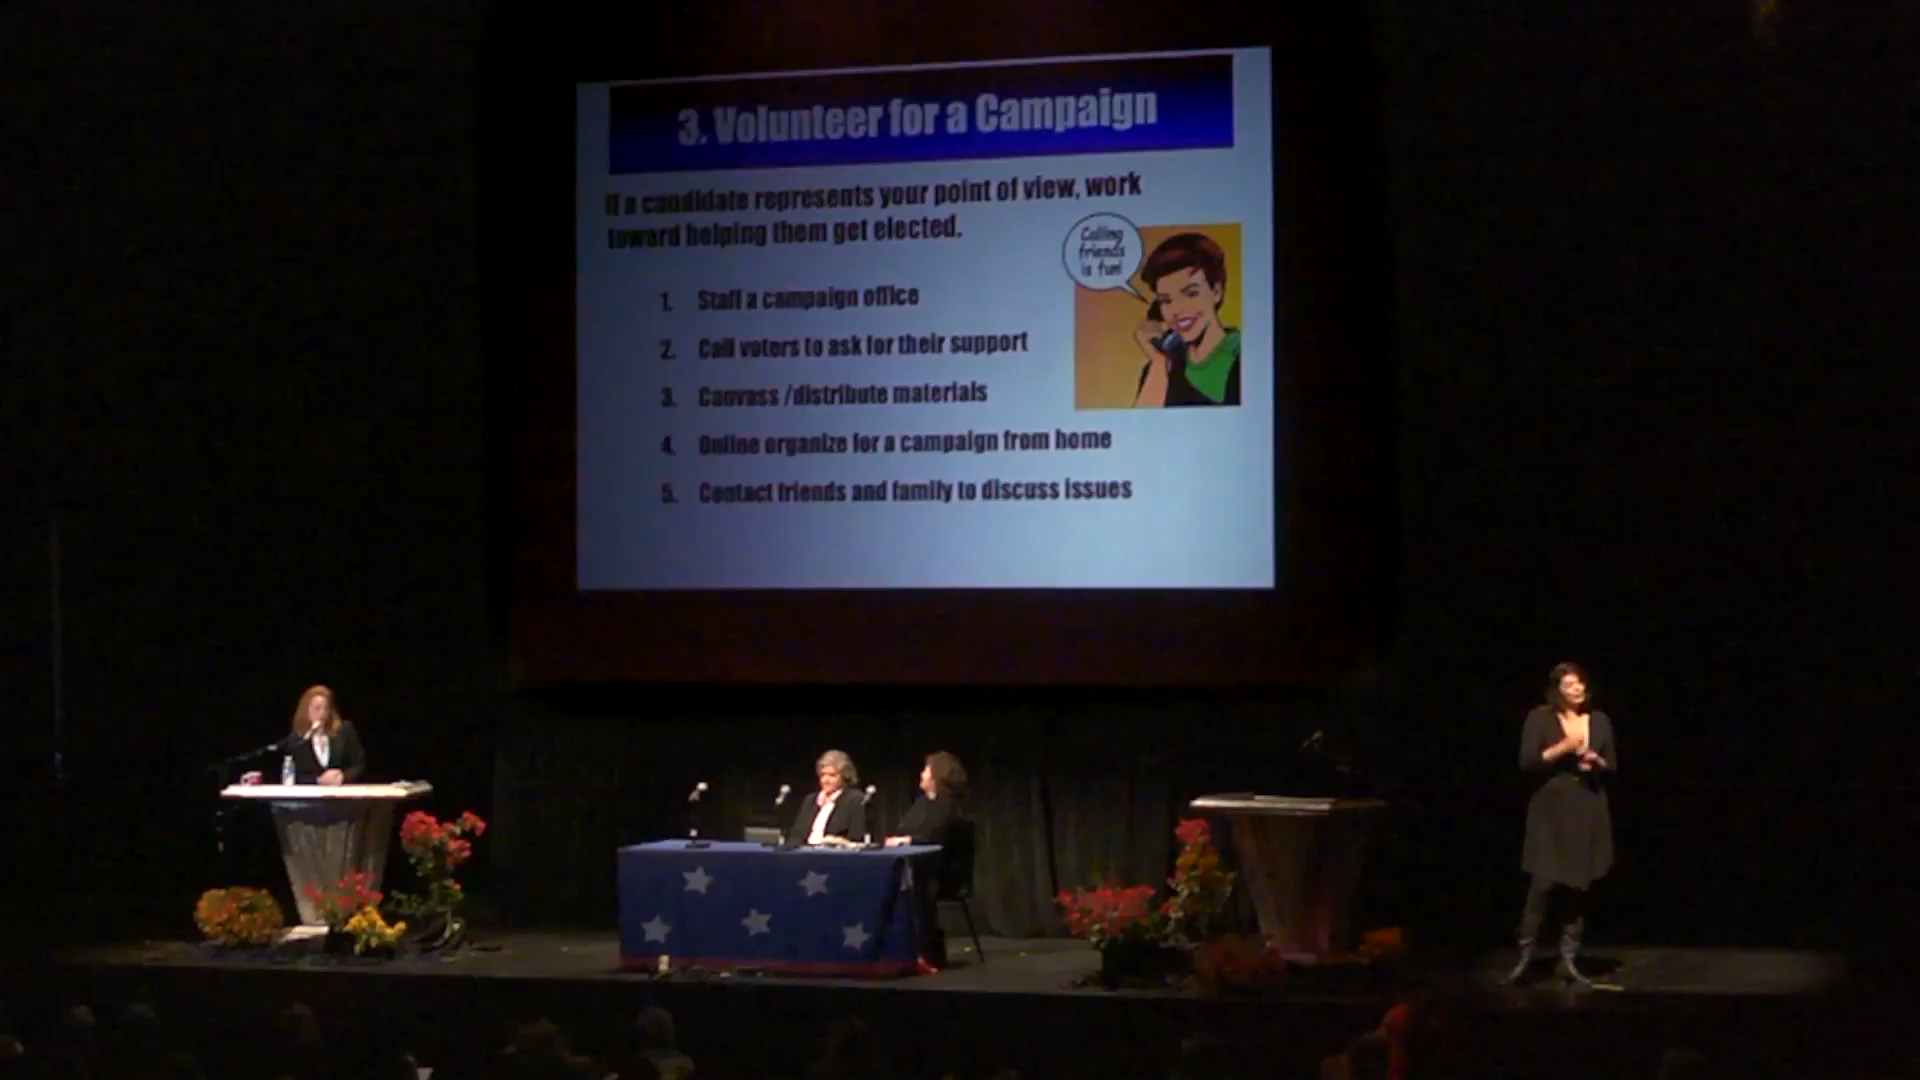 3. Volunteer for a Campaign
If a candidate represents your point of view, work
toward helping them get elected.
Calling
friends
is fun!
1. Staff a campaign office
2. Call voters to ask for their support
3. Canvass /distribute materials
4. Online organize for a campaign from home
5. Contact friends and family to discuss issues